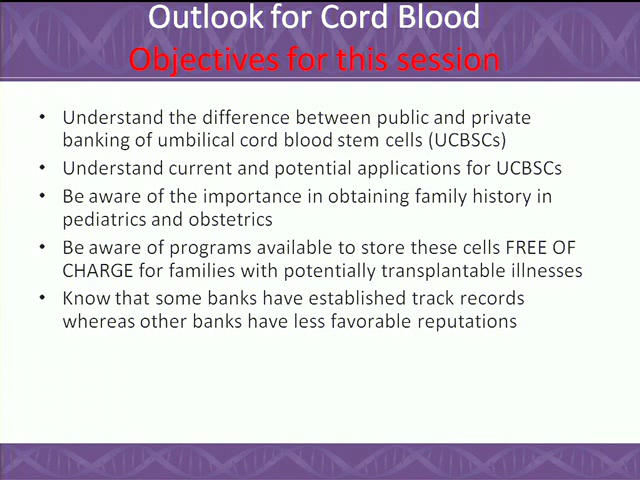 Outlook for Cord Blood
Objectives for this session
• Understand the difference between public and private
banking of umbilical cord blood stem cells (UCBSCs)
• Understand current and potential applications for UCBSCs
• Be aware of the importance in obtaining family history in
pediatrics and obstetrics
• Be aware of programs available to store these cells FREE OF
CHARGE for families with potentially transplantable illnesses
• Know that some banks have established track records
whereas other banks have less favorable reputations